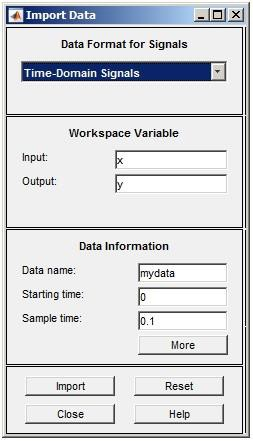 Import Data
Data Format for Signals
Time-Domain Signals
Workspace Variable
Input: x
Output: y
Data Information
Data name: mydata
Starting time: 0
Sample time: 0.1
More
Import Reset
Close Help